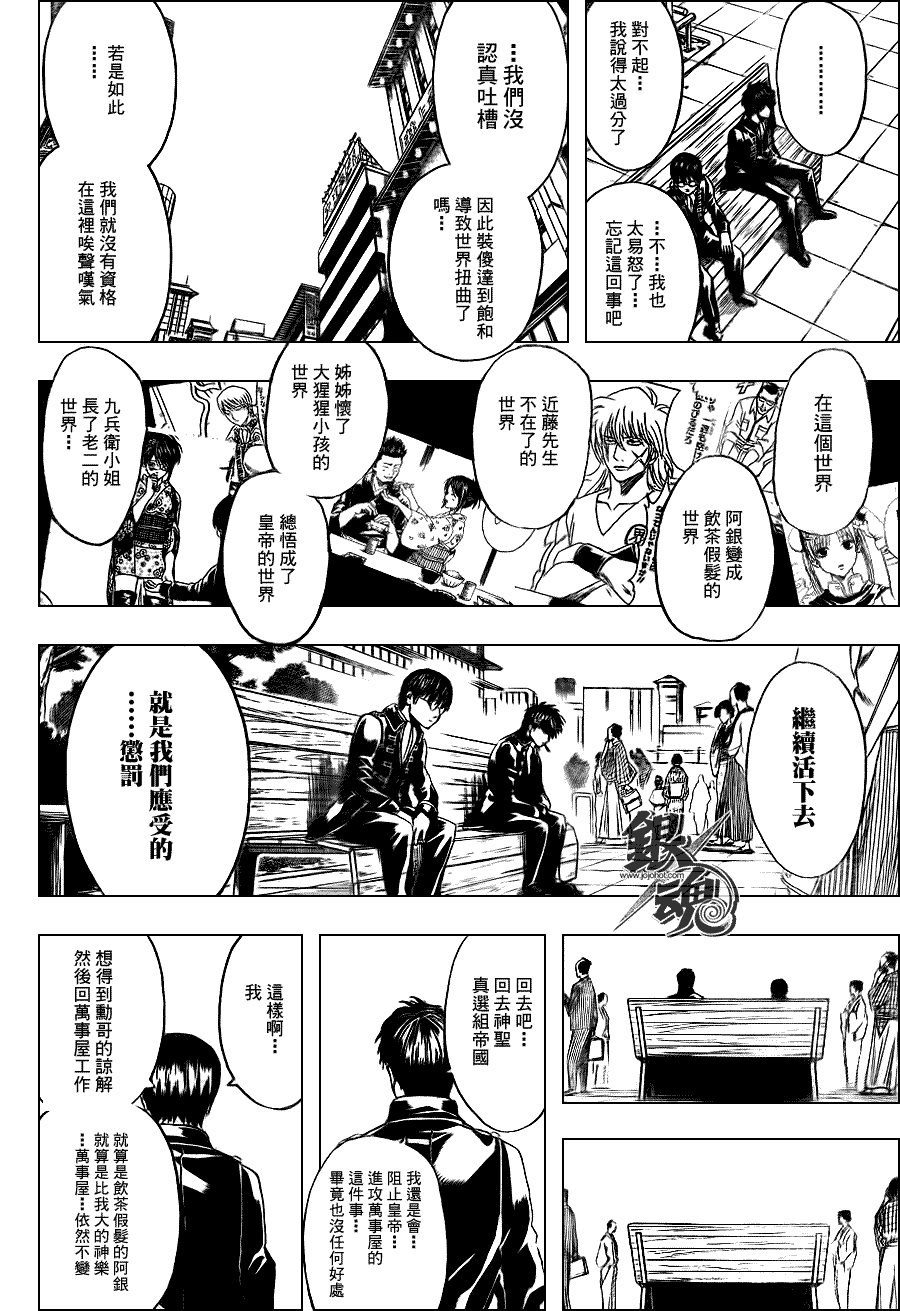 …………
對不起…
我說得太過分了
…不…我也
太易怒了…
忘記這回事吧
…我們沒
認真吐槽
因此裝傻達到飽和
導致世界扭曲了
嗎…
若是如此
……
我們就沒有資格
在這裡唉聲嘆氣
在這個世界
阿銀變成
飲茶假髮的
世界
近藤先生
不在了的
世界
姊姊懷了
大猩猩小孩的
世界
總悟成了
皇帝的世界
九兵衛小姐
長了老二的
世界…
繼續活下去
就是我們應受的
……懲罰
銀魂
www.jojohot.com
回去吧…
回去神聖
真選組帝國
我還是會…
阻止皇帝…
進攻萬事屋的
這件事…
畢竟也沒任何好處
這樣啊…
我
想得到勳哥的諒解
然後回萬事屋工作
就算是飲茶假髮的阿銀
就算是比我大的神樂
…萬事屋…依然不變